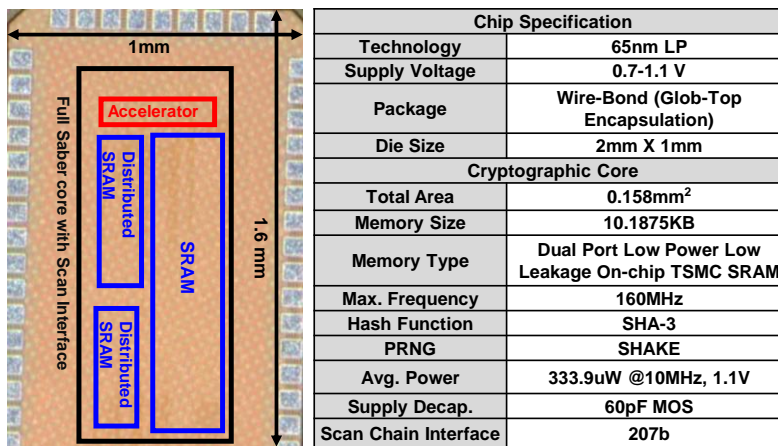 1mm
Full Saber core with Scan Interface
Accelerator
Distributed
SRAM
SRAM
Distributed
SRAM
1.6 mm
Chip Specification
Technology 65nm LP
Supply Voltage 0.7-1.1 V
Package Wire-Bond (Glob-Top
Encapsulation)
Die Size 2mm X 1mm
Cryptographic Core
Total Area 0.158mm²
Memory Size 10.1875KB
Memory Type Dual Port Low Power Low
Leakage On-chip TSMC SRAM
Max. Frequency 160MHz
Hash Function SHA-3
PRNG SHAKE
Avg. Power 333.9uW @10MHz, 1.1V
Supply Decap. 60pF MOS
Scan Chain Interface 207b